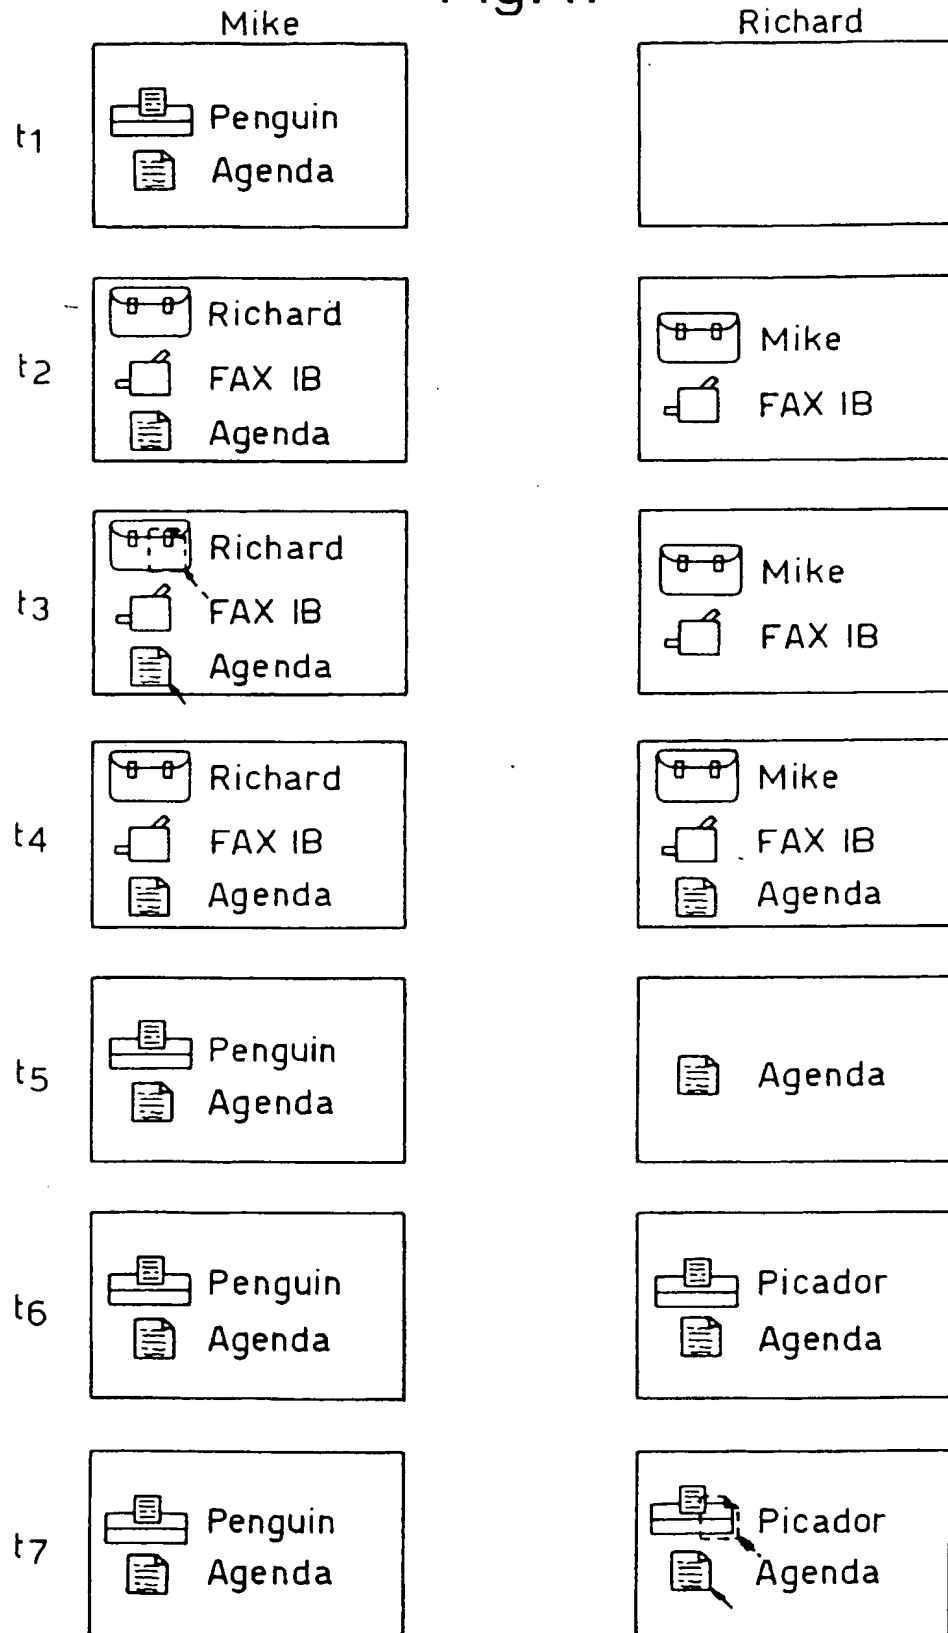 Mike Richard
t1
Penguin
Agenda
t2
Richard
FAX IB
Agenda
Mike
FAX IB
t3
Richard
FAX IB
Agenda
Mike
FAX IB
t4
Richard
FAX IB
Agenda
Mike
FAX IB
Agenda
t5
Penguin
Agenda
Agenda
t6
Penguin
Agenda
Picador
Agenda
t7
Penguin
Agenda
Picador
Agenda